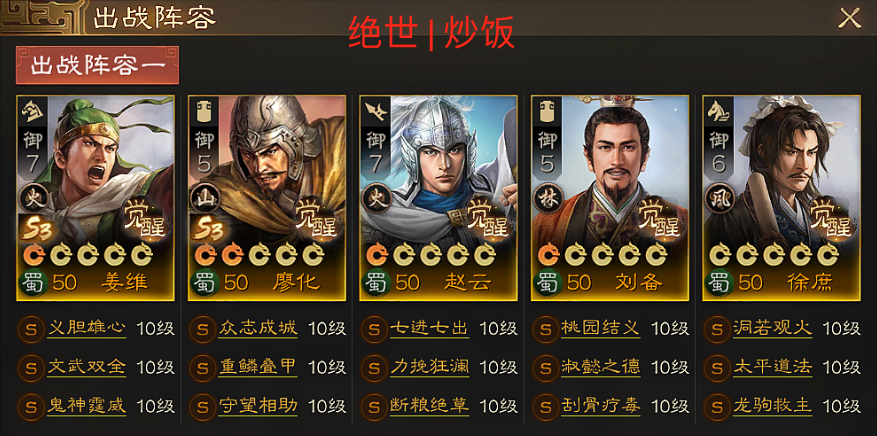 出战阵容
绝世 | 炒饭
出战阵容一
御 7 火 S3 觉醒 蜀 50 姜维
御 5 山 S3 觉醒 蜀 50 廖化
御 7 火 觉醒 蜀 50 赵云
御 5 林 觉醒 蜀 50 刘备
御 6 风 觉醒 蜀 50 徐庶
S 义胆雄心 10级 S 众志成城 10级 S 七进七出 10级 S 桃园结义 10级 S 洞若观火 10级
S 文武双全 10级 S 重鳞叠甲 10级 S 力挽狂澜 10级 S 淑懿之德 10级 S 太平道法 10级
S 鬼神霆威 10级 S 守望相助 10级 S 断粮绝草 10级 S 刮骨疗毒 10级 S 龙驹救主 10级